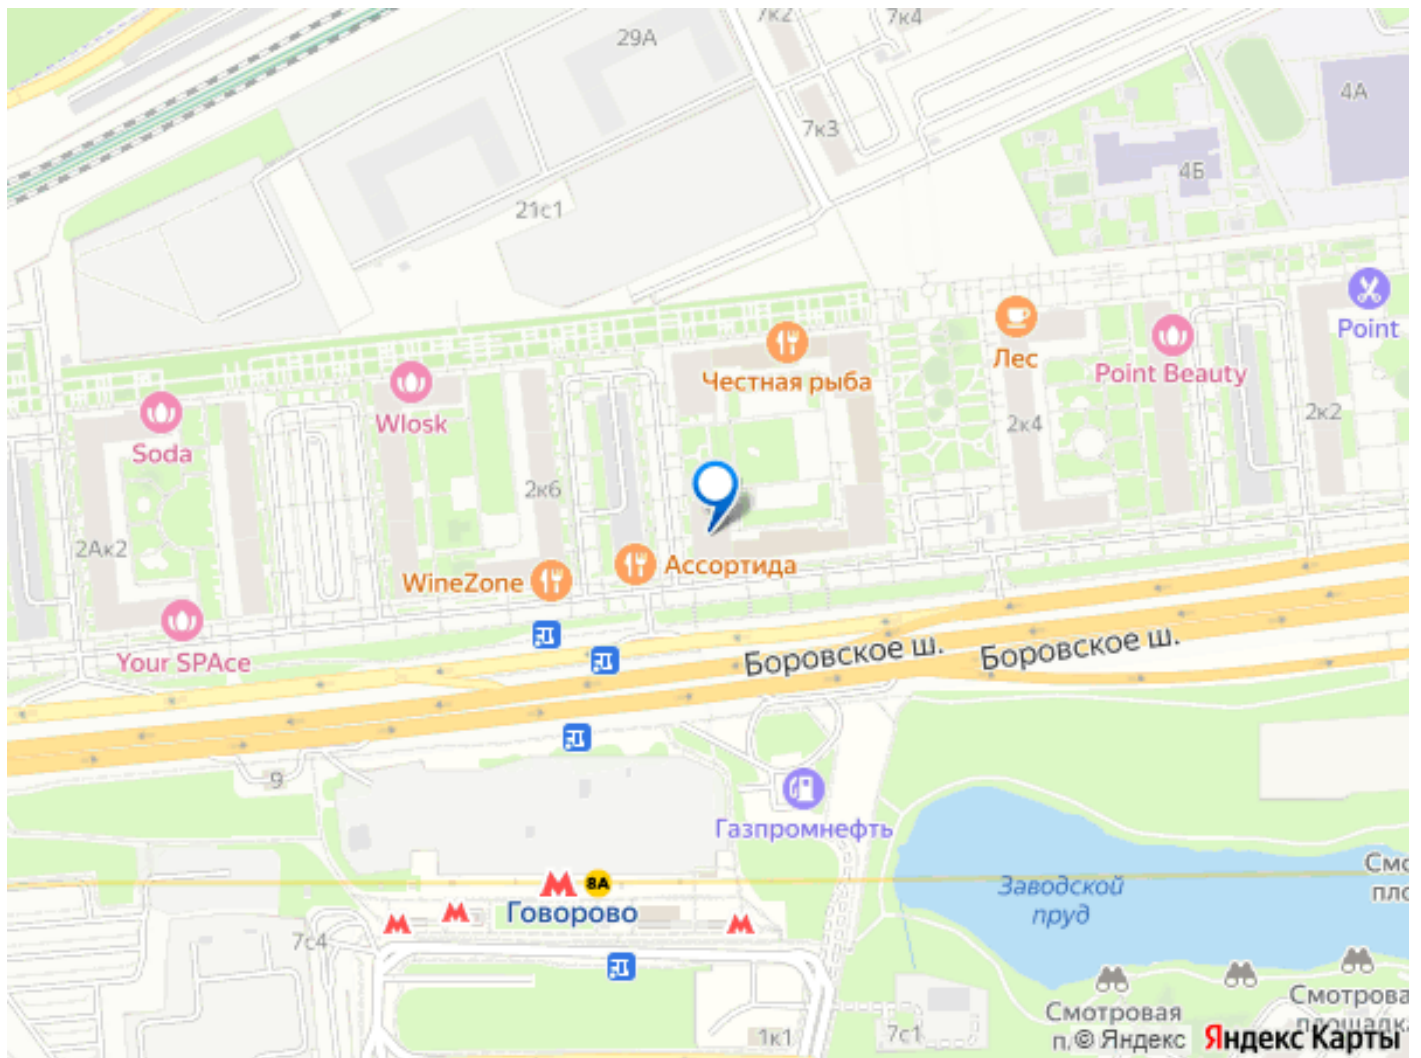 7к2
7к4
29А
4А
7к3
4Б
21с1
Point
Лес
Point Beauty
Честная рыба
Wlosk
Soda
2к2
2к4
2к6
2Ак2
Ассортида
WineZone
Your SPAce
Боровское ш.
Боровское ш.
9
Газпромнефть
8А
Говорово
7с4
Заводской
пруд
1к1
7с1
Смотровая
© Яндекс
Яндекс Карты